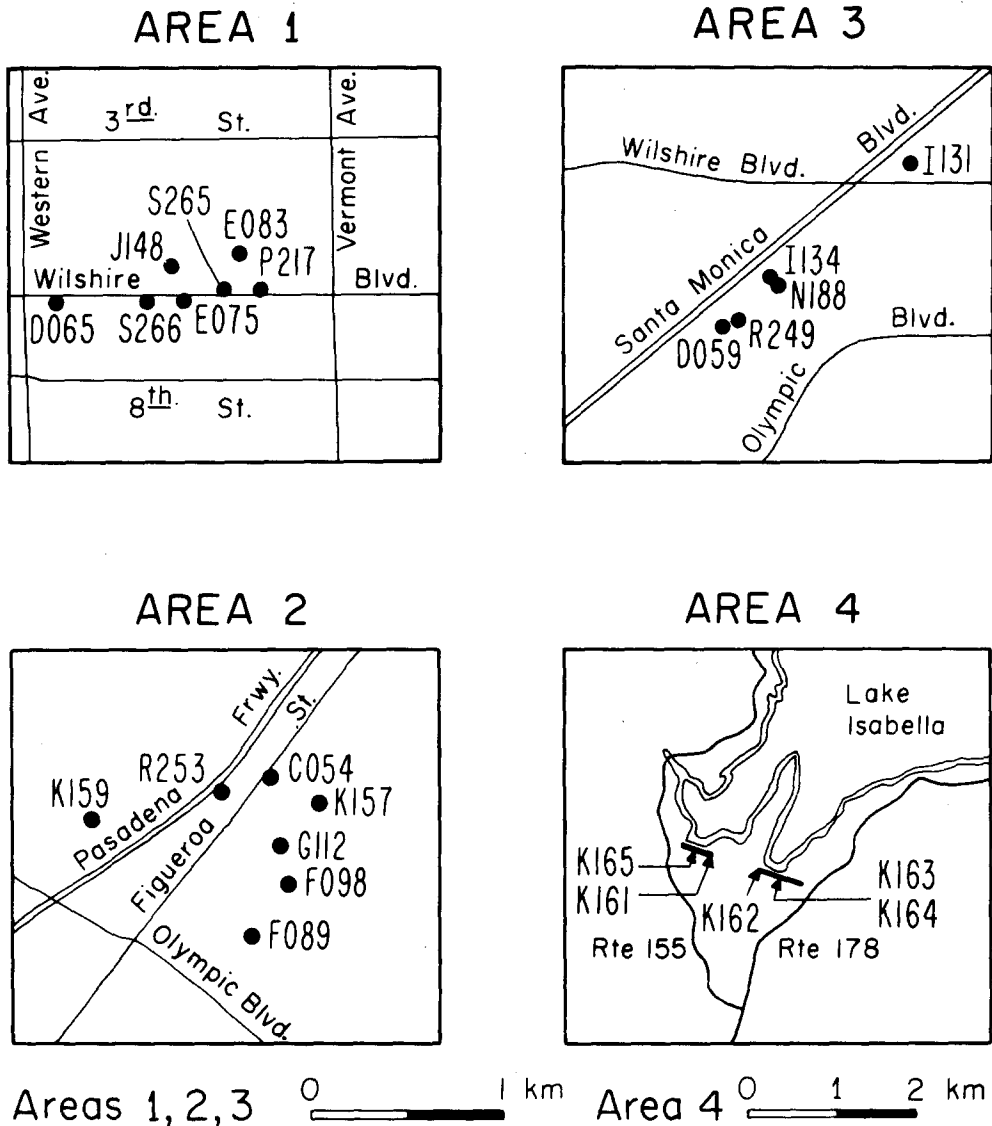 AREA 1
Western Ave.
3rd. St.
Vermont Ave.
S265
E083
J148
P217
Wilshire Blvd.
D065
S266
E075
8th. St.
AREA 3
Santa Monica Blvd.
Wilshire Blvd.
I131
I134
N188
R249
D059
Olympic Blvd.
AREA 2
Pasadena Frwy.
Figueroa St.
R253
C054
K159
K157
G112
F098
F089
Olympic Blvd.
AREA 4
Lake
Isabella
K165
K161
K162
K163
K164
Rte 155
Rte 178
Areas 1, 2, 3
0 1 km
Area 4
0 1 2 km